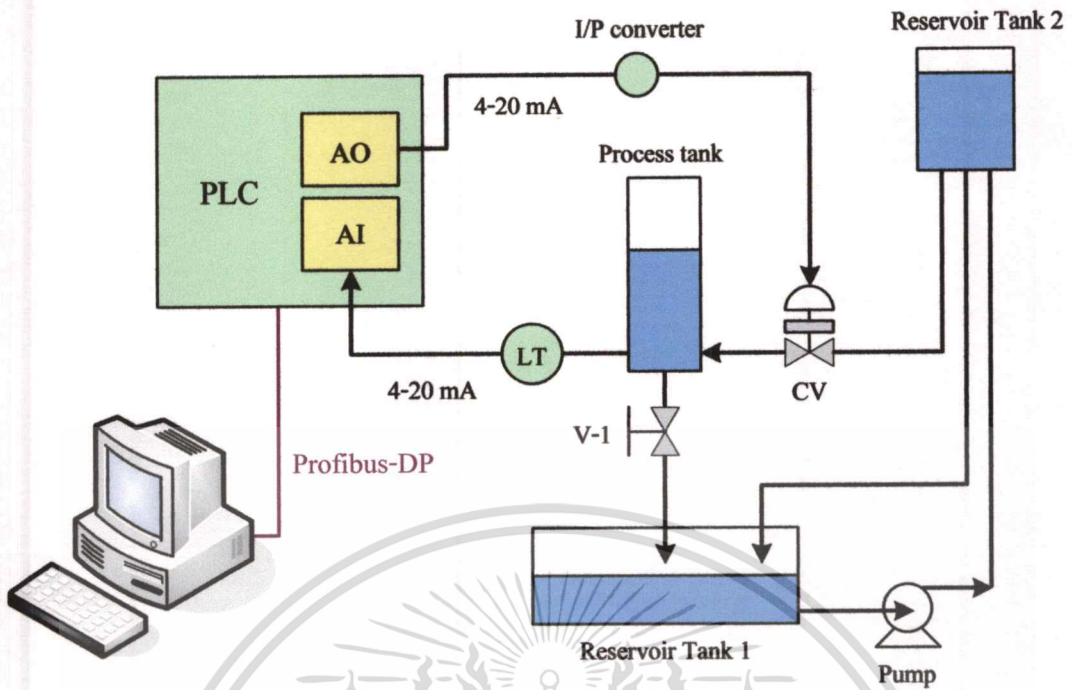 I/P converter
Reservoir Tank 2
4-20 mA
AO
Process tank
PLC
AI
LT
4-20 mA
CV
V-1
Profibus-DP
Reservoir Tank 1
Pump